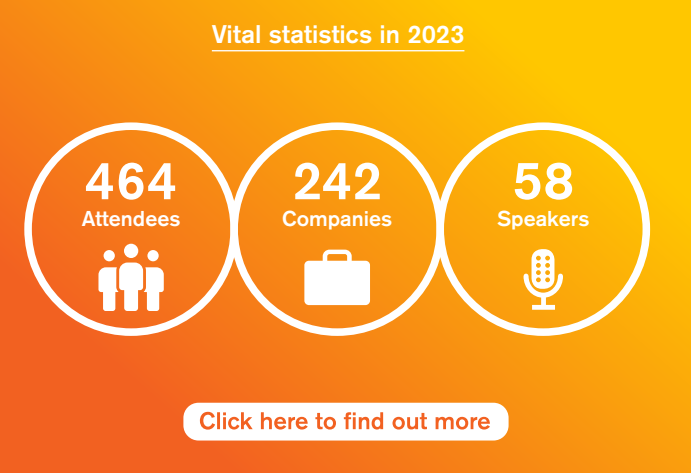 Vital statistics in 2023
464
Attendees
242
Companies
58
Speakers
Click here to find out more